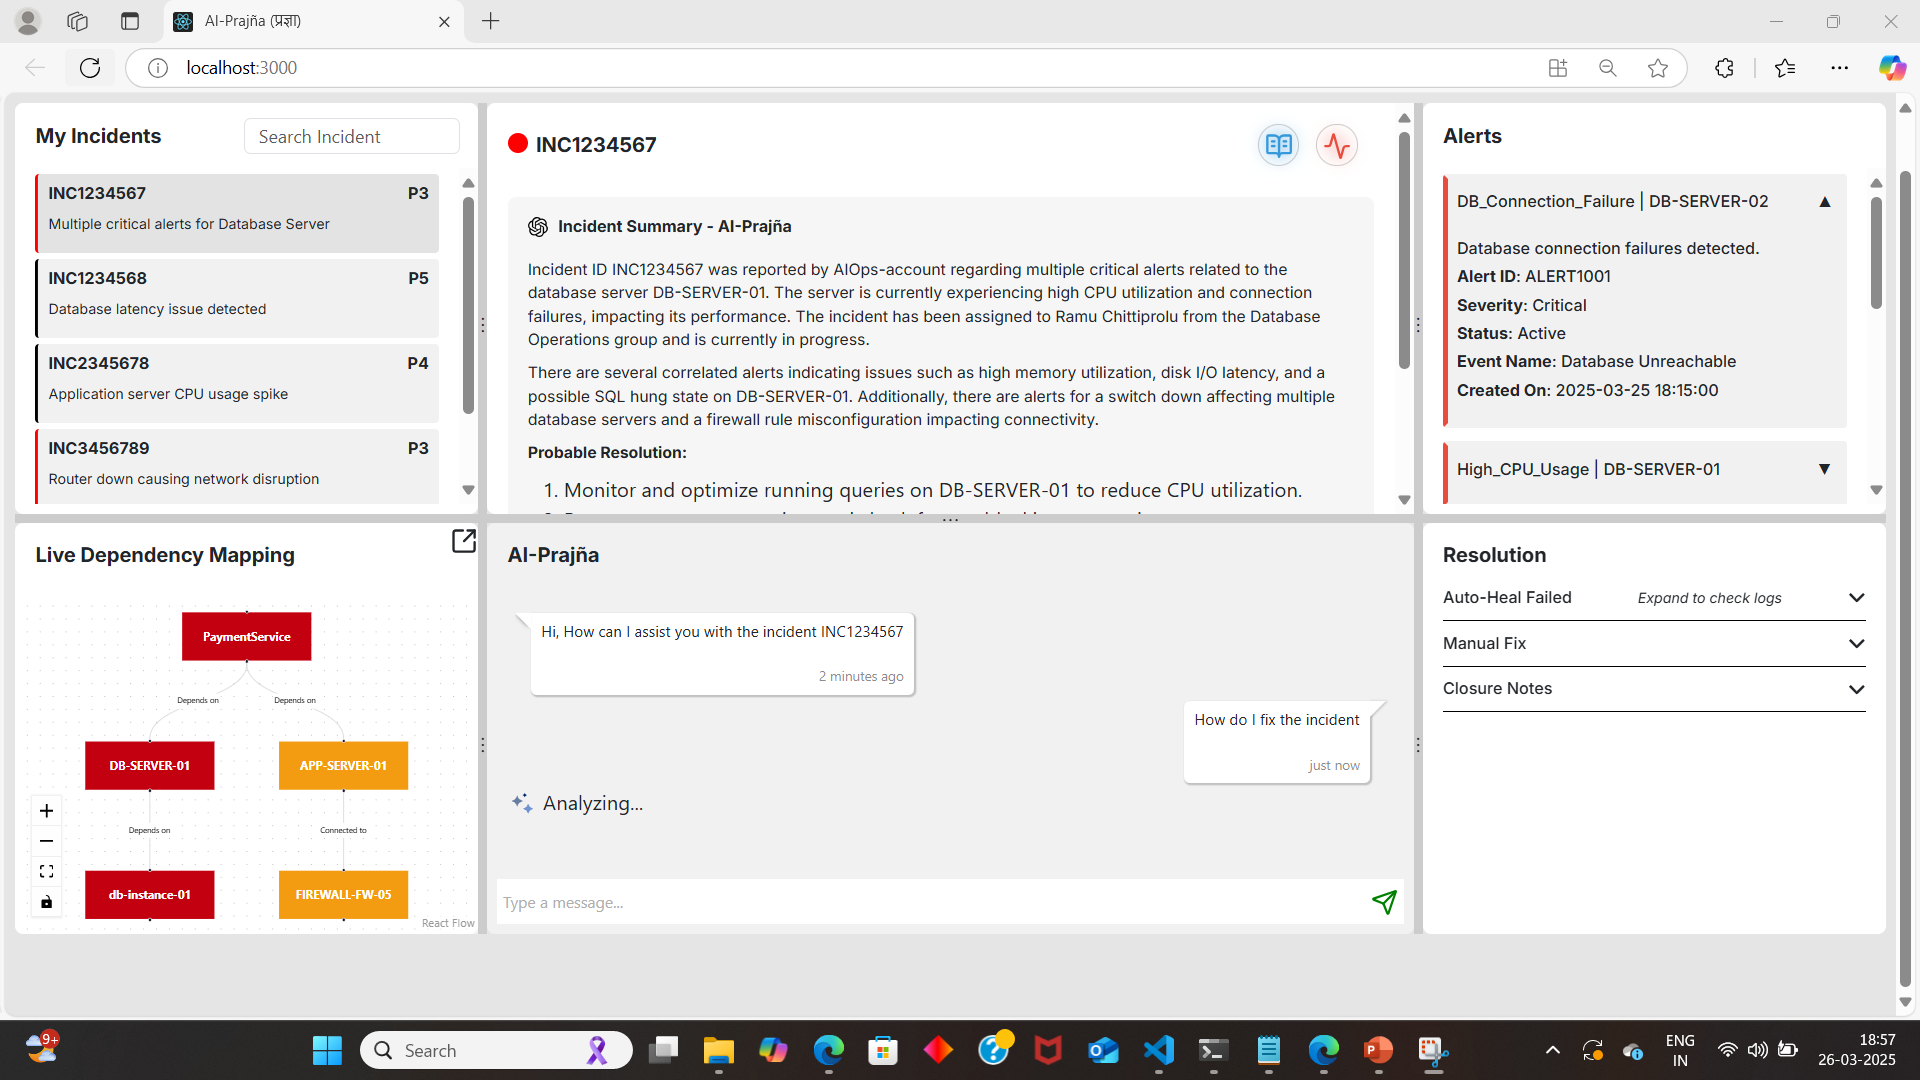 AI-Prajña (प्रज्ञा)
localhost:3000
My Incidents
Search Incident
INC1234567 P3
Multiple critical alerts for Database Server
INC1234568 P5
Database latency issue detected
INC2345678 P4
Application server CPU usage spike
INC3456789 P3
Router down causing network disruption
INC1234567
Incident Summary - AI-Prajña
Incident ID INC1234567 was reported by AIOps-account regarding multiple critical alerts related to the
database server DB-SERVER-01. The server is currently experiencing high CPU utilization and connection
failures, impacting its performance. The incident has been assigned to Ramu Chittiprolu from the Database
Operations group and is currently in progress.
There are several correlated alerts indicating issues such as high memory utilization, disk I/O latency, and a
possible SQL hung state on DB-SERVER-01. Additionally, there are alerts for a switch down affecting multiple
database servers and a firewall rule misconfiguration impacting connectivity.
Probable Resolution:
1. Monitor and optimize running queries on DB-SERVER-01 to reduce CPU utilization.
Alerts
DB_Connection_Failure | DB-SERVER-02 ▲
Database connection failures detected.
Alert ID: ALERT1001
Severity: Critical
Status: Active
Event Name: Database Unreachable
Created On: 2025-03-25 18:15:00
High_CPU_Usage | DB-SERVER-01 ▼
Live Dependency Mapping
PaymentService
Depends on
Depends on
DB-SERVER-01
APP-SERVER-01
Depends on
Connected to
db-instance-01
FIREWALL-FW-05
React Flow
AI-Prajña
Hi, How can I assist you with the incident INC1234567
2 minutes ago
How do I fix the incident
just now
Analyzing...
Type a message...
Resolution
Auto-Heal Failed Expand to check logs
Manual Fix
Closure Notes
9+
Search
ENG
IN
18:57
26-03-2025